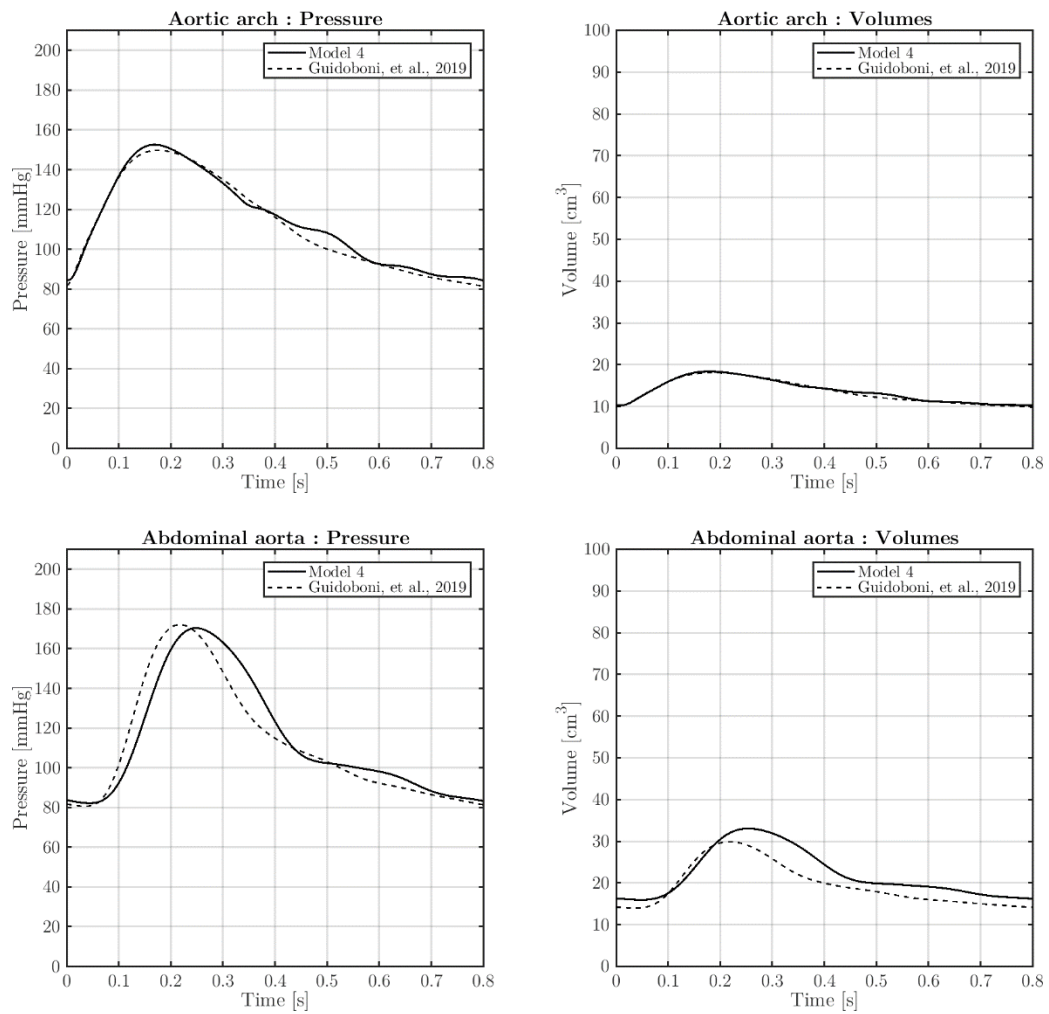 Aortic arch : Pressure
Model 4
Guidoboni, et al., 2019
Pressure [mmHg]
200
180
160
140
120
100
80
60
40
20
0
0 0.1 0.2 0.3 0.4 0.5 0.6 0.7 0.8
Time [s]
Aortic arch : Volumes
Model 4
Guidoboni, et al., 2019
Volume [cm³]
100
90
80
70
60
50
40
30
20
10
0
0 0.1 0.2 0.3 0.4 0.5 0.6 0.7 0.8
Time [s]
Abdominal aorta : Pressure
Model 4
Guidoboni, et al., 2019
Pressure [mmHg]
200
180
160
140
120
100
80
60
40
20
0
0 0.1 0.2 0.3 0.4 0.5 0.6 0.7 0.8
Time [s]
Abdominal aorta : Volumes
Model 4
Guidoboni, et al., 2019
Volume [cm³]
100
90
80
70
60
50
40
30
20
10
0
0 0.1 0.2 0.3 0.4 0.5 0.6 0.7 0.8
Time [s]